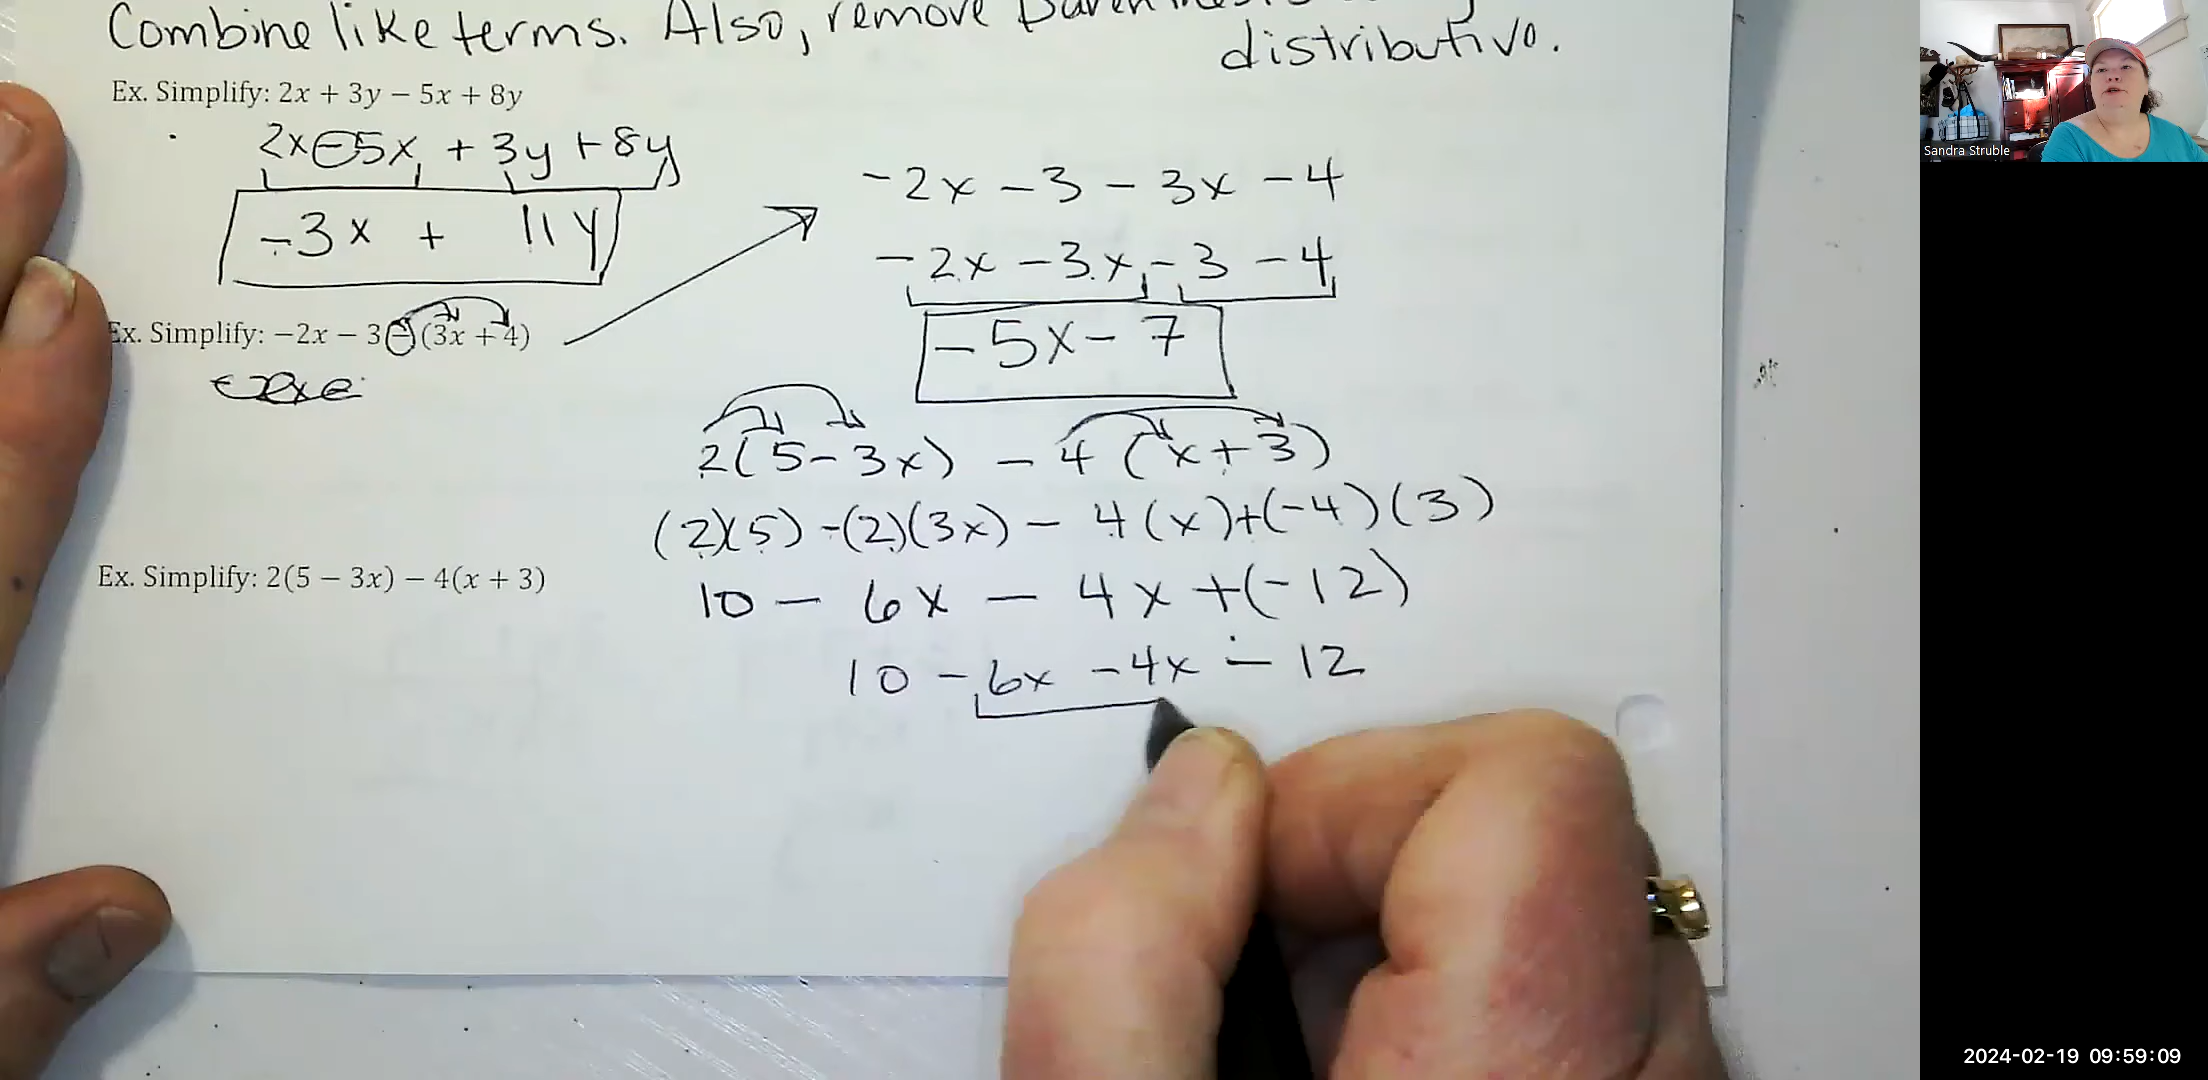 Combine like terms. Also, remove
distributive.
Ex. Simplify: 2x + 3y − 5x + 8y
2x − 5x + 3y + 8y
-3x + 11y
Ex. Simplify: −2x − 3 − (3x + 4)
-2x - 3 - 3x - 4
-2x - 3x - 3 - 4
-5x - 7
2(5 - 3x) - 4(x + 3)
(2)(5) - (2)(3x) - 4(x) + (-4)(3)
Ex. Simplify: 2(5 − 3x) − 4(x + 3)
10 - 6x - 4x + (-12)
10 - 6x - 4x - 12
Sandra Struble
2024-02-19 09:59:09